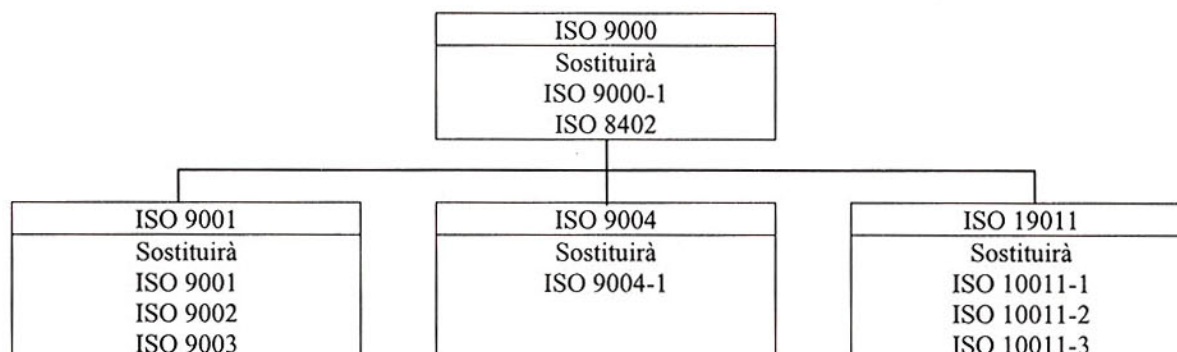 ISO 9000
Sostituirà
ISO 9000-1
ISO 8402
ISO 9001
Sostituirà
ISO 9001
ISO 9002
ISO 9003
ISO 9004
Sostituirà
ISO 9004-1
ISO 19011
Sostituirà
ISO 10011-1
ISO 10011-2
ISO 10011-3